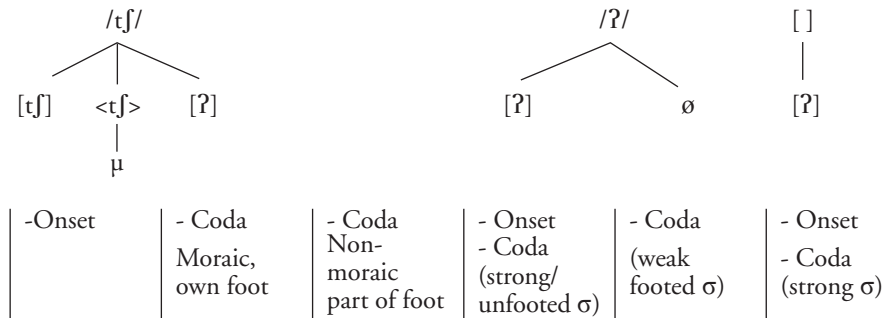 /tʃ/ /ʔ/ [ ]
[tʃ] <tʃ> [ʔ] [ʔ] ø [ʔ]
μ
-Onset
- Coda
Moraic,
own foot
- Coda
Non-
moraic
part of foot
- Onset
- Coda
(strong/
unfooted σ)
- Coda
(weak
footed σ)
- Onset
- Coda
(strong σ)